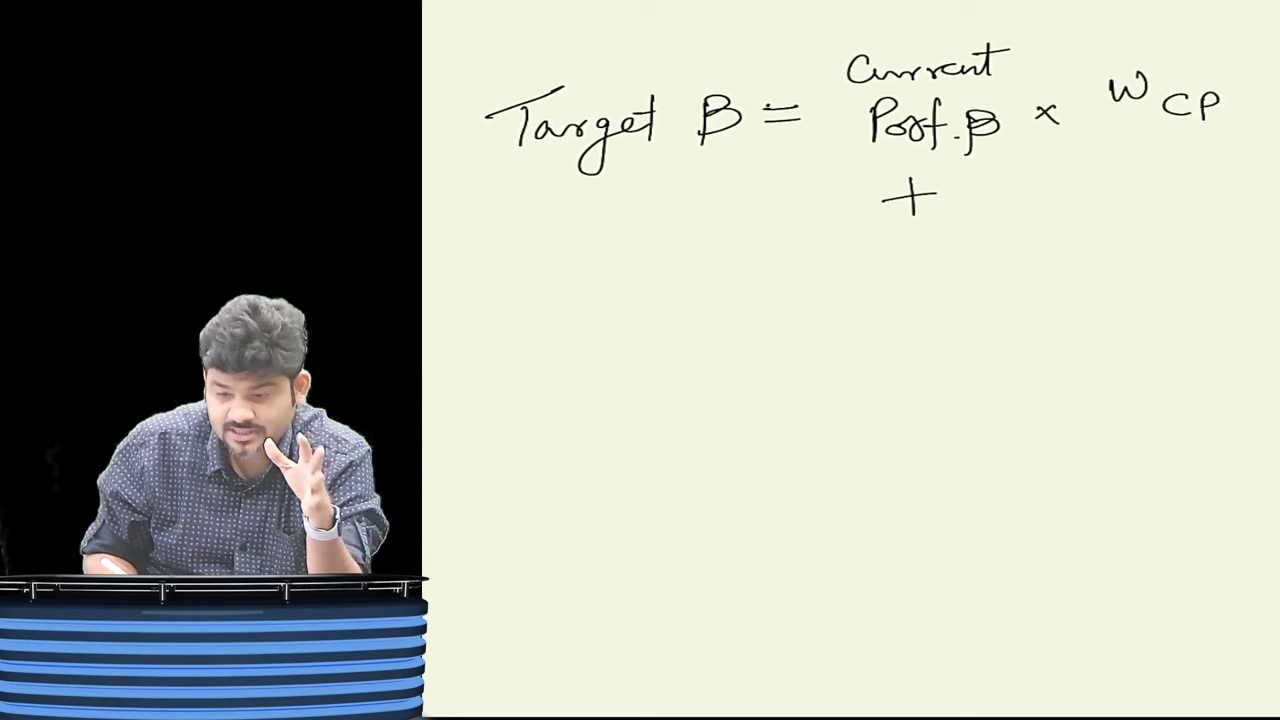 Current
Target β = Porf. β × W CP
+